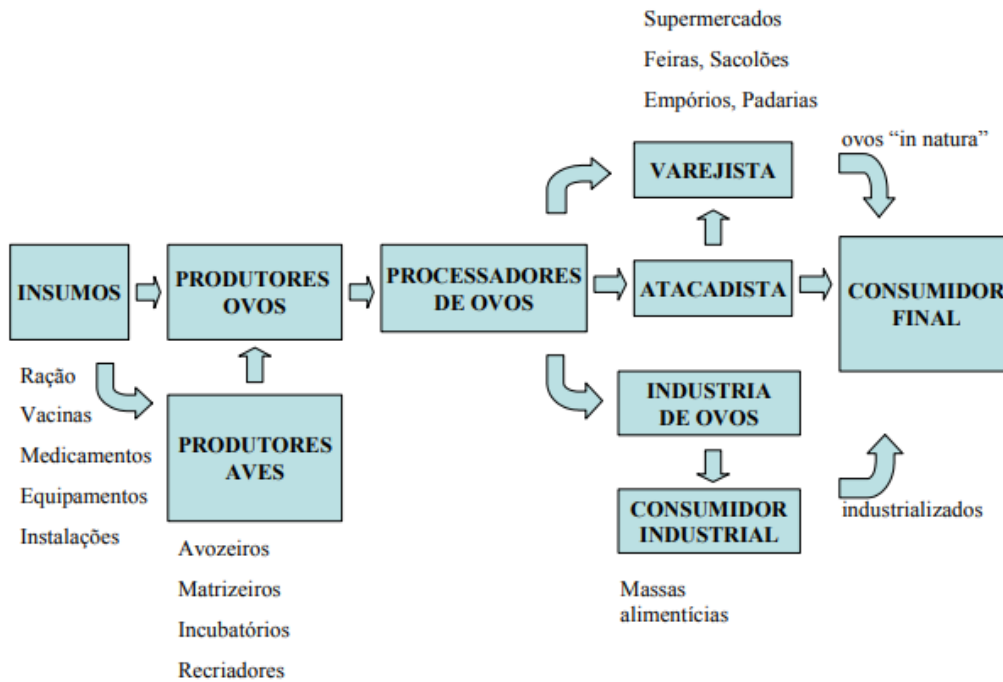 Supermercados
Feiras, Sacolões
Empórios, Padarias
ovos “in natura”
VAREJISTA
INSUMOS
PRODUTORES
OVOS
PROCESSADORES
DE OVOS
ATACADISTA
CONSUMIDOR
FINAL
Ração
Vacinas
Medicamentos
Equipamentos
Instalações
PRODUTORES
AVES
INDUSTRIA
DE OVOS
CONSUMIDOR
INDUSTRIAL
industrializados
Avozeiros
Matrizeiros
Incubatórios
Recriadores
Massas
alimentícias